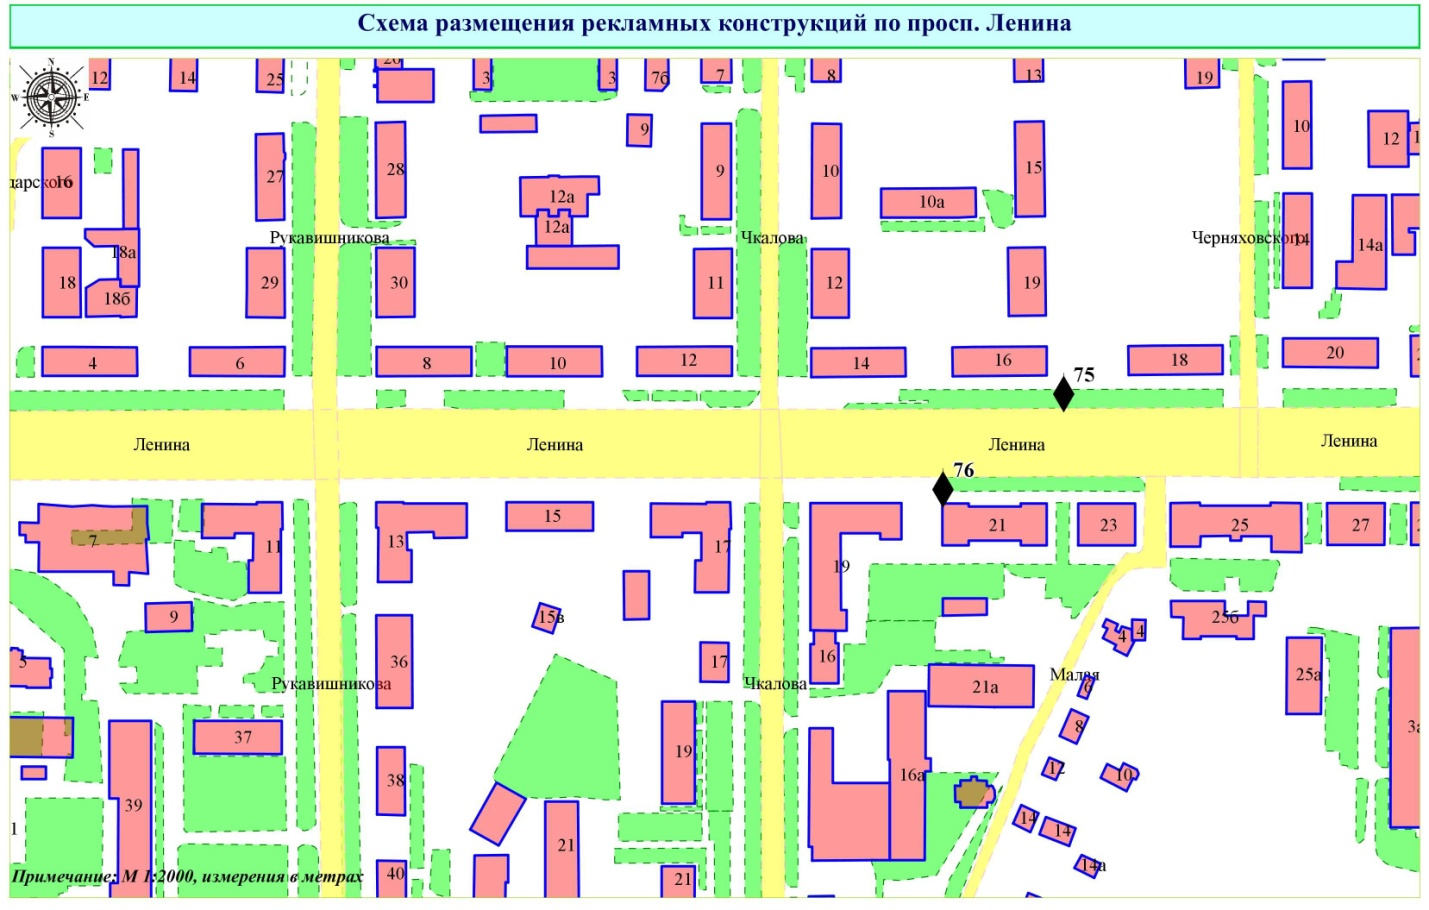 Схема размещения рекламных конструкций по просп. Ленина
N
W E
S
12 14 25 3 3 7б 7 8 13 19
10 12
16 27 28 9 9 10 15
12а 10а
12а
18а Рукавишникова Чкалова Черняховского 14 14а
18 18б 29 30 11 12 19
4 6 8 10 12 14 16 18 20
75
Ленина Ленина Ленина Ленина
76
7 11 13 15 17 19 21 23 25 27
9 15в 4 4 25б
5 36 17 16 Малая
Рукавишникова Чкалова 21а 6 25а
37 19 8 3а
39 38 16а 12 10
1 21 14 14
40 21 14а
Примечание: М 1:2000, измерения в метрах